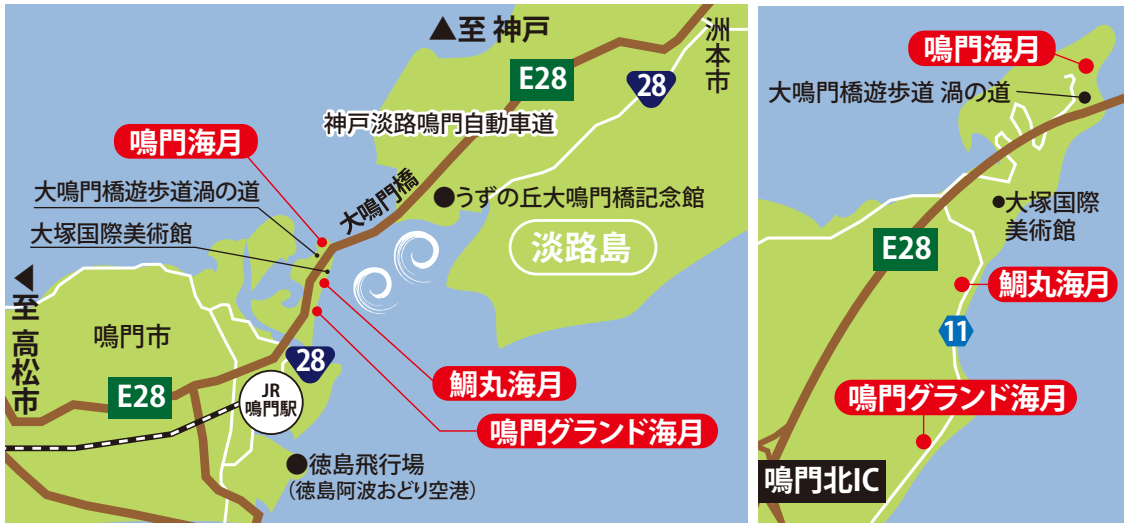 ▲至 神戸
洲本市
E28
28
神戸淡路鳴門自動車道
鳴門海月
大鳴門橋遊歩道渦の道
大塚国際美術館
大鳴門橋
●うずの丘大鳴門橋記念館
淡路島
▲至 高松市
鳴門市
E28
28
JR
鳴門駅
鯛丸海月
鳴門グランド海月
●徳島飛行場
(徳島阿波おどり空港)
鳴門海月
大鳴門橋遊歩道 渦の道
●大塚国際
美術館
E28
鯛丸海月
11
鳴門グランド海月
鳴門北IC